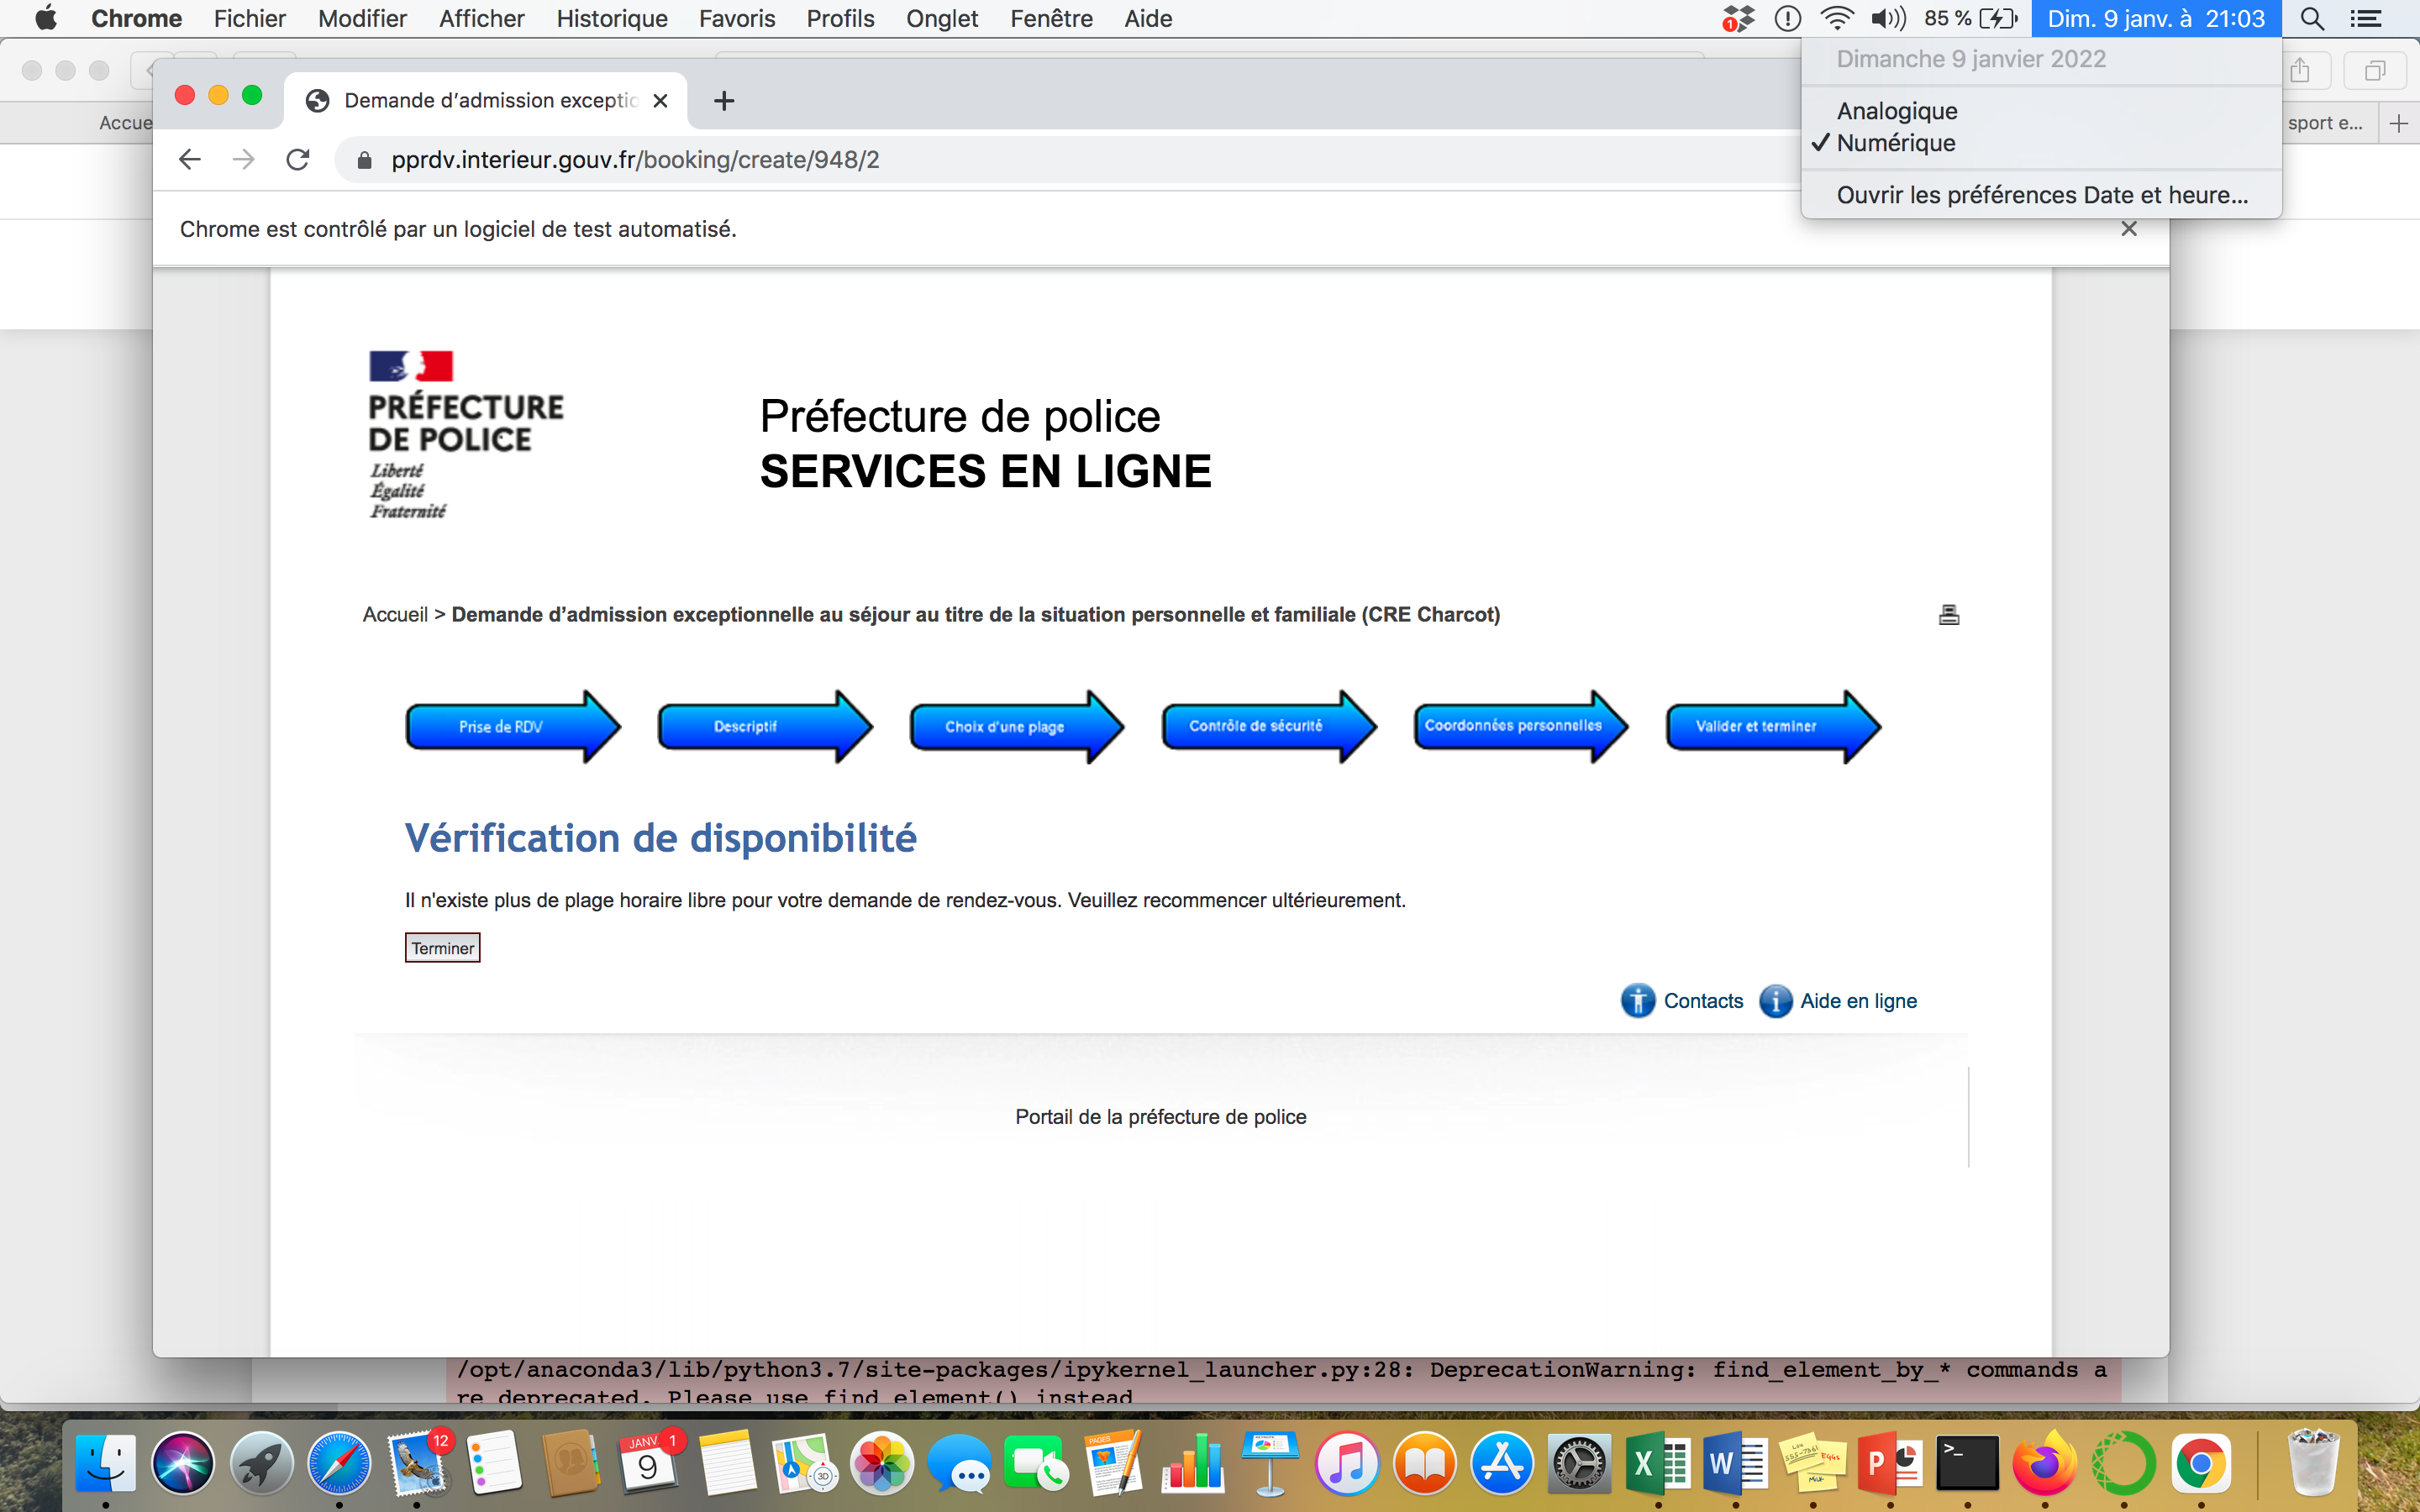 Chrome Fichier Modifier Afficher Historique Favoris Profils Onglet Fenêtre Aide 1 85 % Dim. 9 janv. à 21:03
Dimanche 9 janvier 2022
Analogique
✓ Numérique
Ouvrir les préférences Date et heure...
Accue
sport e...
Demande d'admission exceptio
pprdv.interieur.gouv.fr/booking/create/948/2
Chrome est contrôlé par un logiciel de test automatisé.
PRÉFECTURE
DE POLICE
Liberté
Égalité
Fraternité
Préfecture de police
SERVICES EN LIGNE
Accueil > Demande d'admission exceptionnelle au séjour au titre de la situation personnelle et familiale (CRE Charcot)
Prise de RDV
Descriptif
Choix d'une plage
Contrôle de sécurité
Coordonnées personnelles
Valider et terminer
Vérification de disponibilité
Il n'existe plus de plage horaire libre pour votre demande de rendez-vous. Veuillez recommencer ultérieurement.
Terminer
Contacts
Aide en ligne
Portail de la préfecture de police
/opt/anaconda3/lib/python3.7/site-packages/ipykernel_launcher.py:28: DeprecationWarning: find_element_by_* commands a
re deprecated. Please use find_element() instead
12
JANV 1
9
3D
PAGES
X
W
EGGS
MILK
P
>_